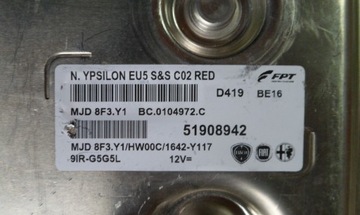 N. YPSILON EU5 S&S C02 RED
FPT
D419 BE16
MJD 8F3.Y1 BC.0104972.C
51908942
MJD 8F3.Y1/HW00C/1642-Y117
9IR-G5G5L 12V=
FIAT